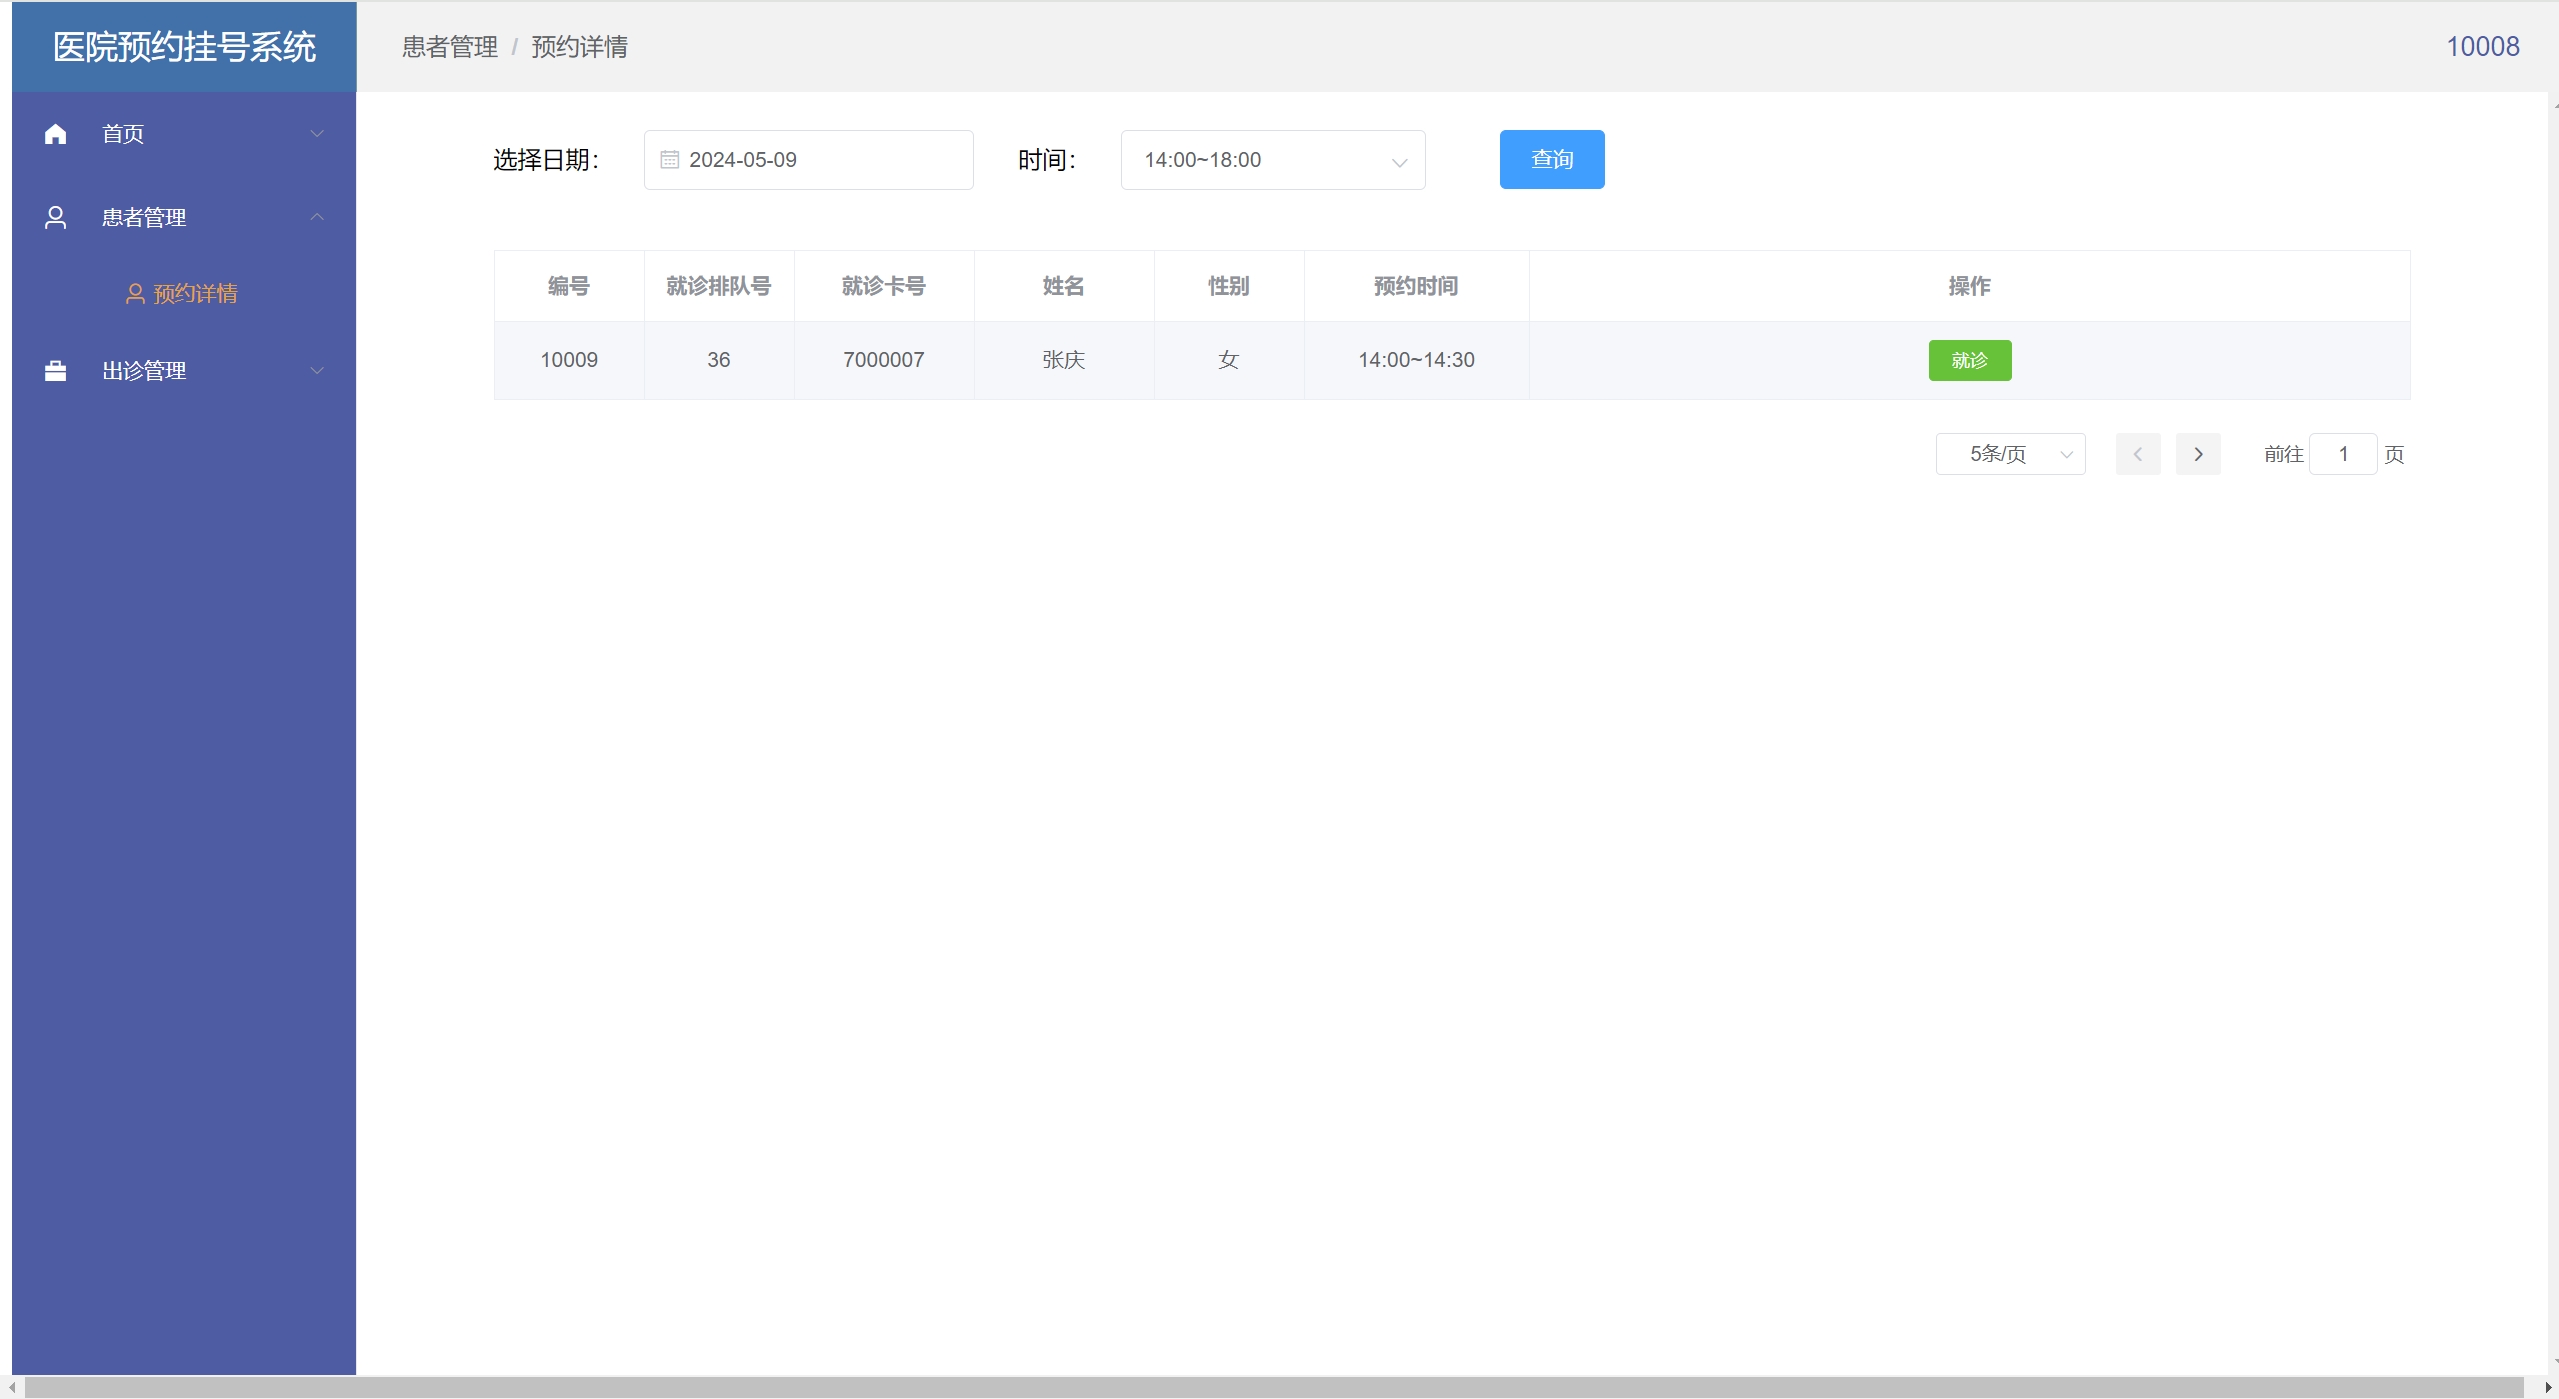 医院预约挂号系统
患者管理 / 预约详情
10008
首页
患者管理
预约详情
出诊管理
选择日期： 2024-05-09 时间： 14:00~18:00 查询
编号 就诊排队号 就诊卡号 姓名 性别 预约时间 操作
10009 36 7000007 张庆 女 14:00~14:30 就诊
5条/页 前往 1 页